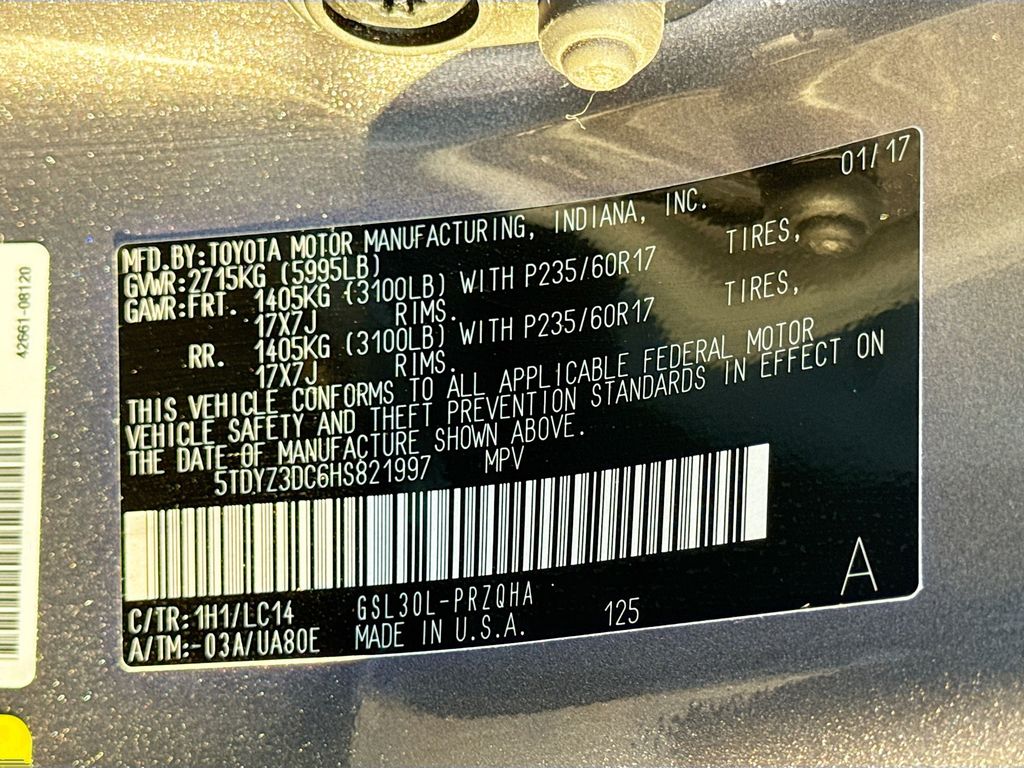 01/17
MFD.BY:TOYOTA MOTOR MANUFACTURING, INDIANA, INC.
GVWR:2715KG (5995LB)
GAWR:FRT. 1405KG (3100LB) WITH P235/60R17 TIRES,
17X7J RIMS.
RR. 1405KG (3100LB) WITH P235/60R17 TIRES,
17X7J RIMS.
THIS VEHICLE CONFORMS TO ALL APPLICABLE FEDERAL MOTOR
VEHICLE SAFETY AND THEFT PREVENTION STANDARDS IN EFFECT ON
THE DATE OF MANUFACTURE SHOWN ABOVE.
5TDYZ3DC6HS821997 MPV
C/TR:1H1/LC14 GSL30L-PRZQHA
A/TM:-03A/UA80E MADE IN U.S.A. 125
A
42661-08120